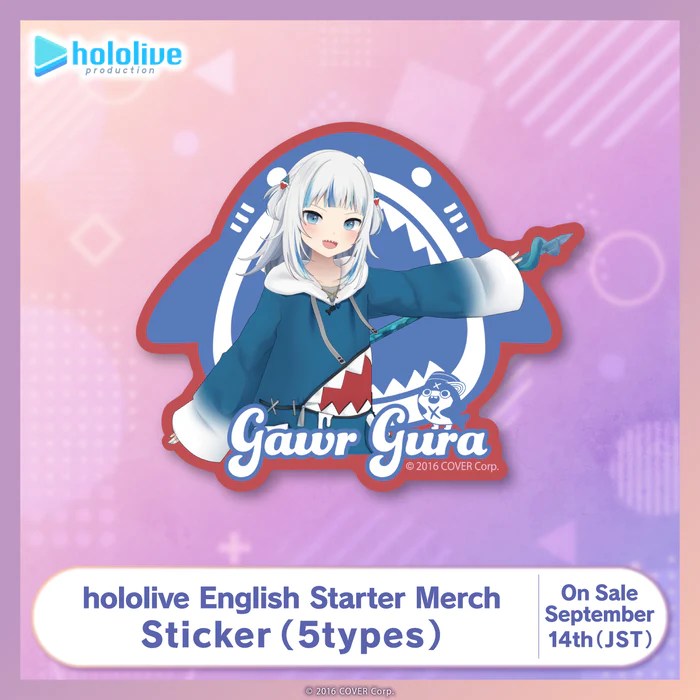 hololive
production
Gawr Gura
© 2016 COVER Corp.
hololive English Starter Merch
Sticker (5types)
On Sale
September
14th(JST)
© 2016 COVER Corp.